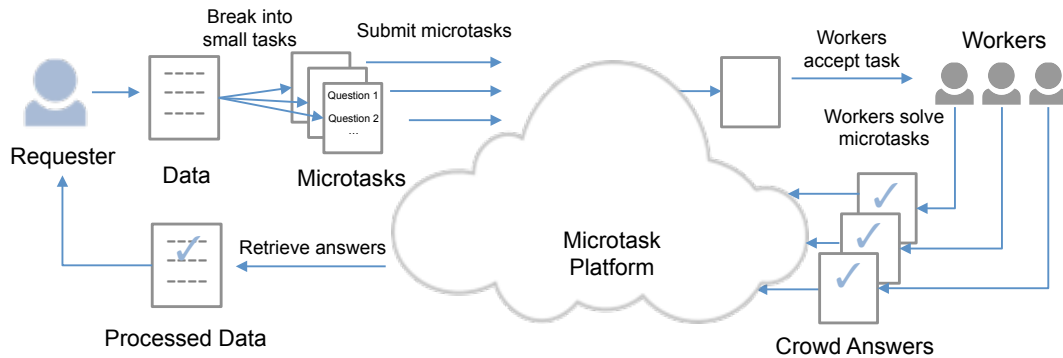 Break into
small tasks
Submit microtasks
Workers
accept task
Workers
Question 1
Question 2
...
Workers solve
microtasks
Requester
Data
Microtasks
Microtask
Platform
Retrieve answers
Processed Data
Crowd Answers